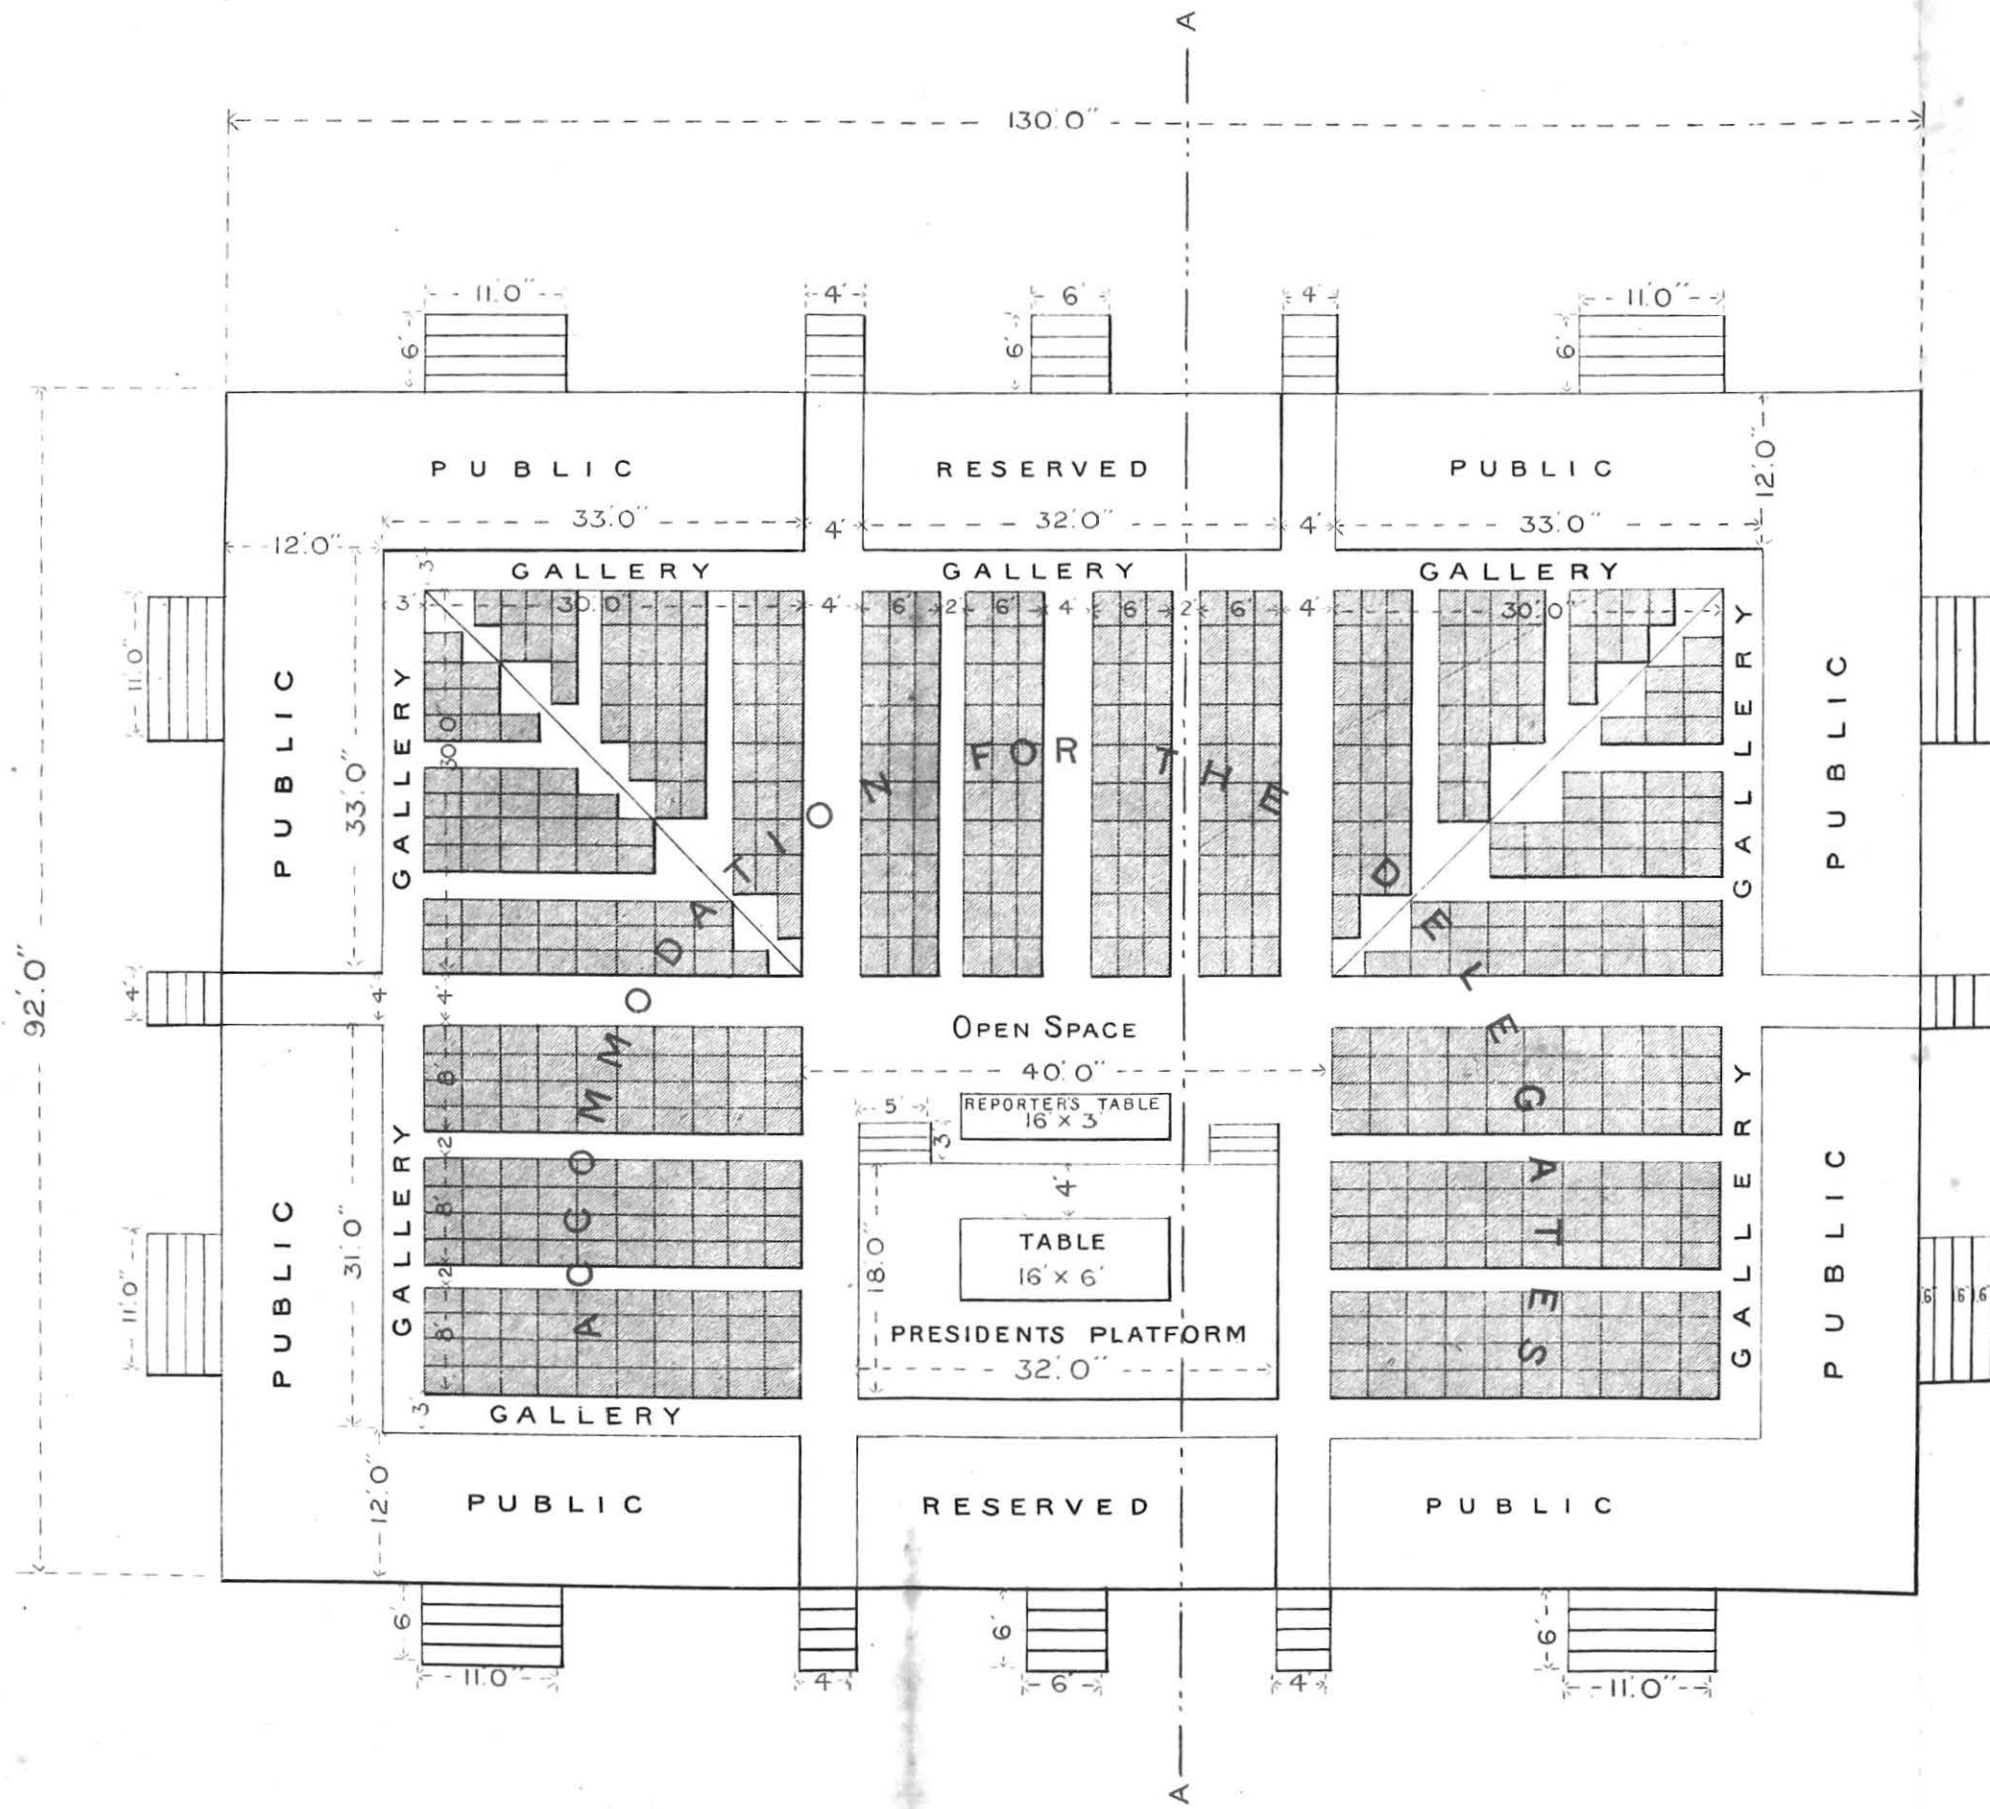 A
130'.0"
11'.0" 4' 6' 4' 11'.0"
6' 6' 6'
PUBLIC RESERVED PUBLIC
12'.0"
33'.0" 4' 32'.0" 4' 33'.0"
12'.0"
3'
GALLERY GALLERY GALLERY
3' 30'.0" 4' 6' 2' 6' 4' 6' 2' 6' 4' 30'.0"
11'.0"
PUBLIC
33'.0"
GALLERY
30'.0"
GALLERY
PUBLIC
ACCOMMODATION FOR THE DELEGATES
92'.0"
4' 4' 4'
OPEN SPACE
40'.0"
8'
5'
REPORTER'S TABLE
16' × 3'
3'
2'
4'
8'
PUBLIC
31'.0"
GALLERY
18'.0"
TABLE
16' × 6'
GALLERY
PUBLIC
11'.0"
2'
8'
6' 6' 6'
PRESIDENTS PLATFORM
32'.0"
3'
GALLERY
12'.0"
PUBLIC RESERVED PUBLIC
6' 6' 6'
11'.0" 4' 6' 4' 11'.0"
A